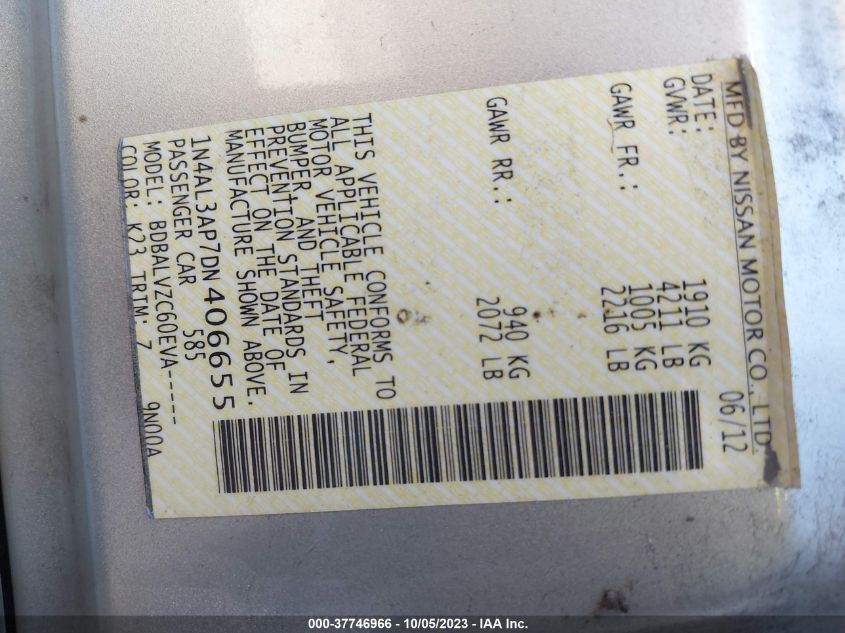 MFD BY NISSAN MOTOR CO., LTD.
DATE: 06/12
GVWR: 1910 KG
4211 LB
GAWR FR.: 1005 KG
2216 LB
GAWR RR.: 940 KG
2072 LB
THIS VEHICLE CONFORMS TO
ALL APPLICABLE FEDERAL
MOTOR VEHICLE SAFETY,
BUMPER, AND THEFT
PREVENTION STANDARDS IN
EFFECT ON THE DATE OF
MANUFACTURE SHOWN ABOVE.
1N4AL3AP7DN406655
PASSENGER CAR 585
MODEL: BDBALVZC60EVA-----
COLOR K23 TRIM: 7 9N00A
000-37746966 - 10/05/2023 - IAA Inc.